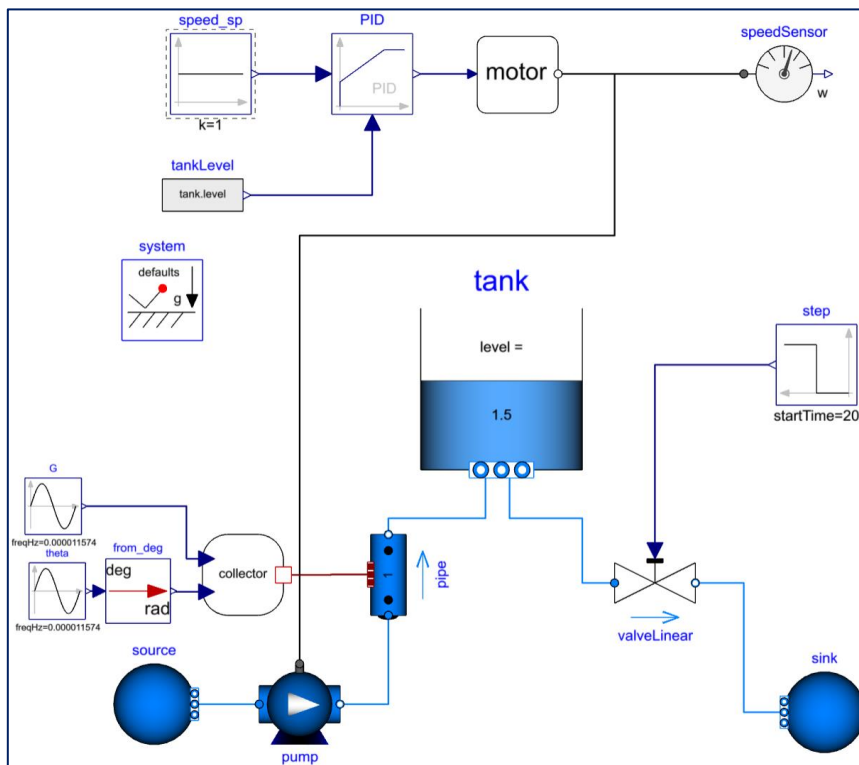 speed_sp
PID
speedSensor
PID
motor
w
k=1
tankLevel
tank.level
system
defaults
g
tank
step
level =
1.5
startTime=20
G
freqHz=0.000011574
theta
from_deg
deg
rad
collector
1
pipe
freqHz=0.000011574
valveLinear
source
sink
pump